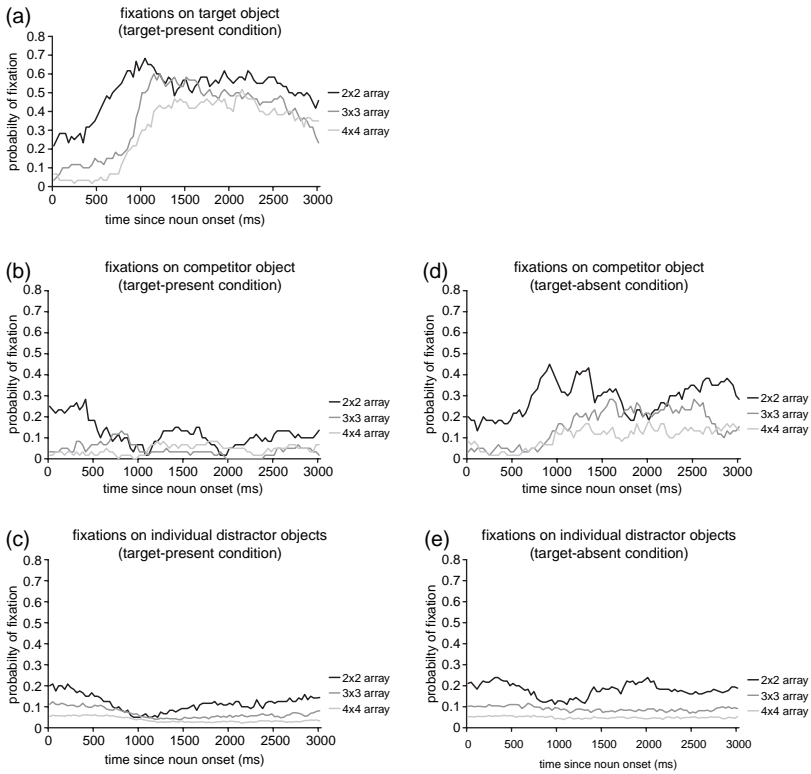 (a)
fixations on target object
(target-present condition)
0.8
0.7
0.6
0.5
0.4
0.3
0.2
0.1
0
probabilty of fixation
0 500 1000 1500 2000 2500 3000
time since noun onset (ms)
2x2 array
3x3 array
4x4 array
(b)
fixations on competitor object
(target-present condition)
0.8
0.7
0.6
0.5
0.4
0.3
0.2
0.1
0
probabilty of fixation
0 500 1000 1500 2000 2500 3000
time since noun onset (ms)
2x2 array
3x3 array
4x4 array
(d)
fixations on competitor object
(target-absent condition)
0.8
0.7
0.6
0.5
0.4
0.3
0.2
0.1
0
probabilty of fixation
0 500 1000 1500 2000 2500 3000
time since noun onset (ms)
2x2 array
3x3 array
4x4 array
(c)
fixations on individual distractor objects
(target-present condition)
0.8
0.7
0.6
0.5
0.4
0.3
0.2
0.1
0
probabilty of fixation
0 500 1000 1500 2000 2500 3000
time since noun onset (ms)
2x2 array
3x3 array
4x4 array
(e)
fixations on individual distractor objects
(target-absent condition)
0.8
0.7
0.6
0.5
0.4
0.3
0.2
0.1
0
probabilty of fixation
0 500 1000 1500 2000 2500 3000
time since noun onset (ms)
2x2 array
3x3 array
4x4 array